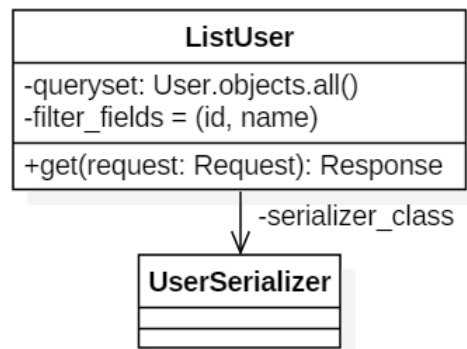 ListUser
-queryset: User.objects.all()
-filter_fields = (id, name)
+get(request: Request): Response
-serializer_class
UserSerializer